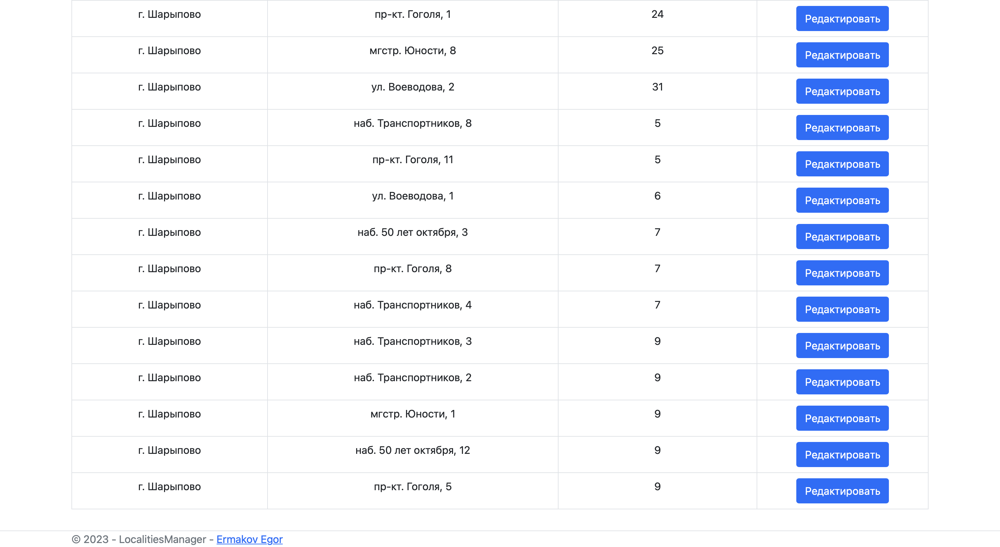 г. Шарыпово пр-кт. Гоголя, 1 24 Редактировать
г. Шарыпово мгстр. Юности, 8 25 Редактировать
г. Шарыпово ул. Воеводова, 2 31 Редактировать
г. Шарыпово наб. Транспортников, 8 5 Редактировать
г. Шарыпово пр-кт. Гоголя, 11 5 Редактировать
г. Шарыпово ул. Воеводова, 1 6 Редактировать
г. Шарыпово наб. 50 лет октября, 3 7 Редактировать
г. Шарыпово пр-кт. Гоголя, 8 7 Редактировать
г. Шарыпово наб. Транспортников, 4 7 Редактировать
г. Шарыпово наб. Транспортников, 3 9 Редактировать
г. Шарыпово наб. Транспортников, 2 9 Редактировать
г. Шарыпово мгстр. Юности, 1 9 Редактировать
г. Шарыпово наб. 50 лет октября, 12 9 Редактировать
г. Шарыпово пр-кт. Гоголя, 5 9 Редактировать
© 2023 - LocalitiesManager - Ermakov Egor